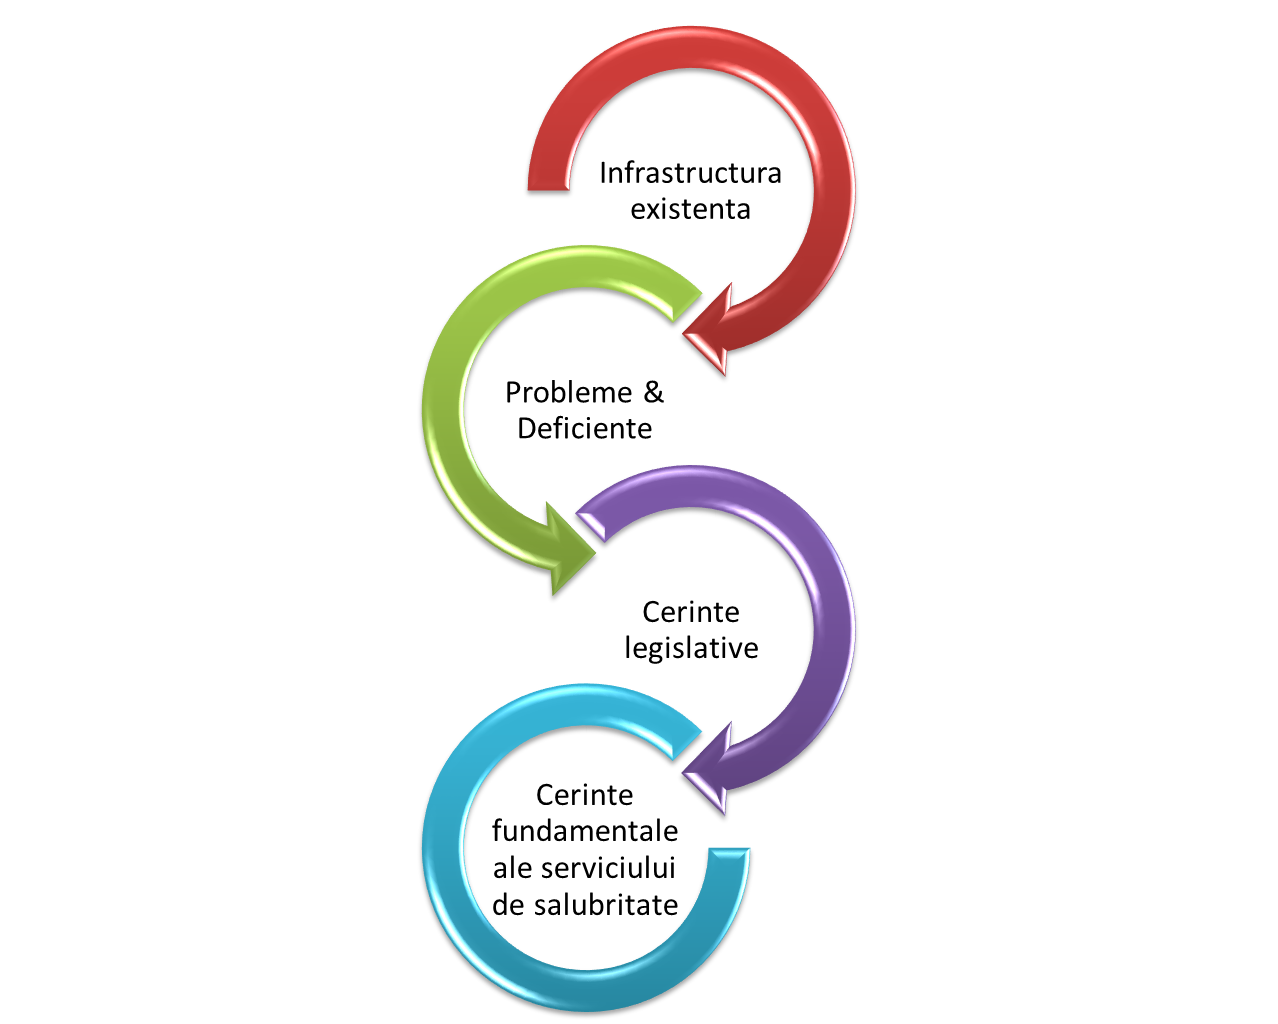 Infrastructura
existenta
Probleme &
Deficiente
Cerinte
legislative
Cerinte
fundamentale
ale serviciului
de salubritate